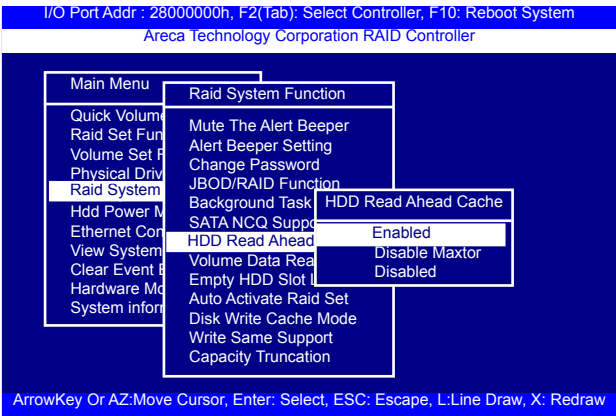 I/O Port Addr : 28000000h, F2(Tab): Select Controller, F10: Reboot System
Areca Technology Corporation RAID Controller
Main Menu
Quick Volume
Raid Set Fun
Volume Set F
Physical Driv
Raid System
Hdd Power M
Ethernet Con
View System
Clear Event
Hardware Mo
System infor
Raid System Function
Mute The Alert Beeper
Alert Beeper Setting
Change Password
JBOD/RAID Function
Background Task
SATA NCQ Suppo
HDD Read Ahead
Volume Data Rea
Empty HDD Slot
Auto Activate Raid Set
Disk Write Cache Mode
Write Same Support
Capacity Truncation
HDD Read Ahead Cache
Enabled
Disable Maxtor
Disabled
ArrowKey Or AZ:Move Cursor, Enter: Select, ESC: Escape, L:Line Draw, X: Redraw